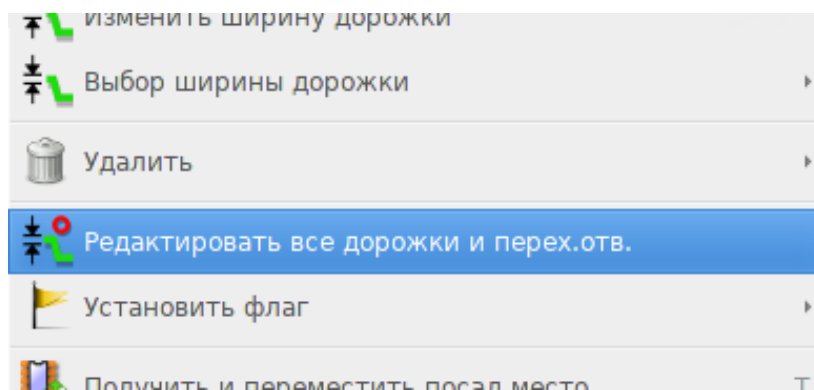 Изменить ширину дорожки
Выбор ширины дорожки
Удалить
Редактировать все дорожки и перех.отв.
Установить флаг
Получить и переместить посад.место
T